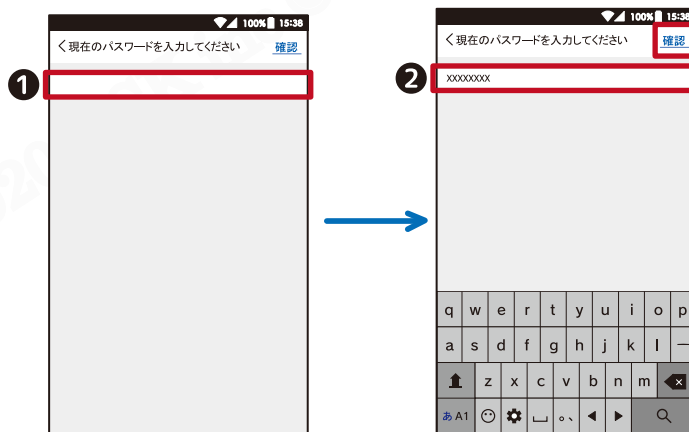 100% 15:38
現在のパスワードを入力してください 確認
1
100% 15:38
現在のパスワードを入力してください 確認
2
xxxxxxxx
q w e r t y u i o p
a s d f g h j k l ー
z x c v b n m
あA1 。、